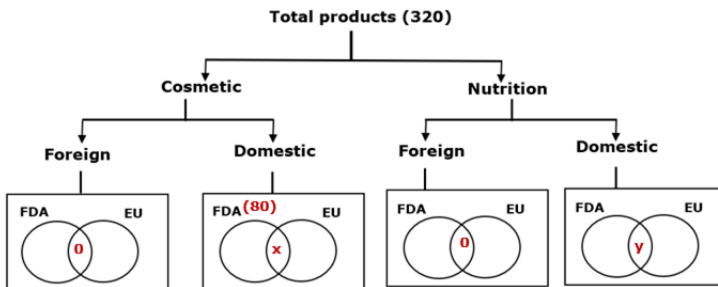 Total products (320)
Cosmetic Nutrition
Foreign Domestic Foreign Domestic
FDA EU FDA(80) EU FDA EU FDA EU
0 x 0 y